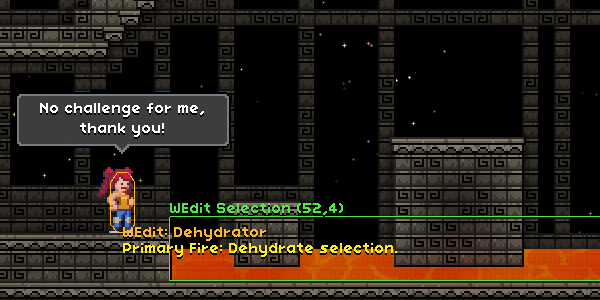 No challenge for me,
thank you!
WEdit Selection (52,4)
WEdit: Dehydrator
Primary Fire: Dehydrate selection.